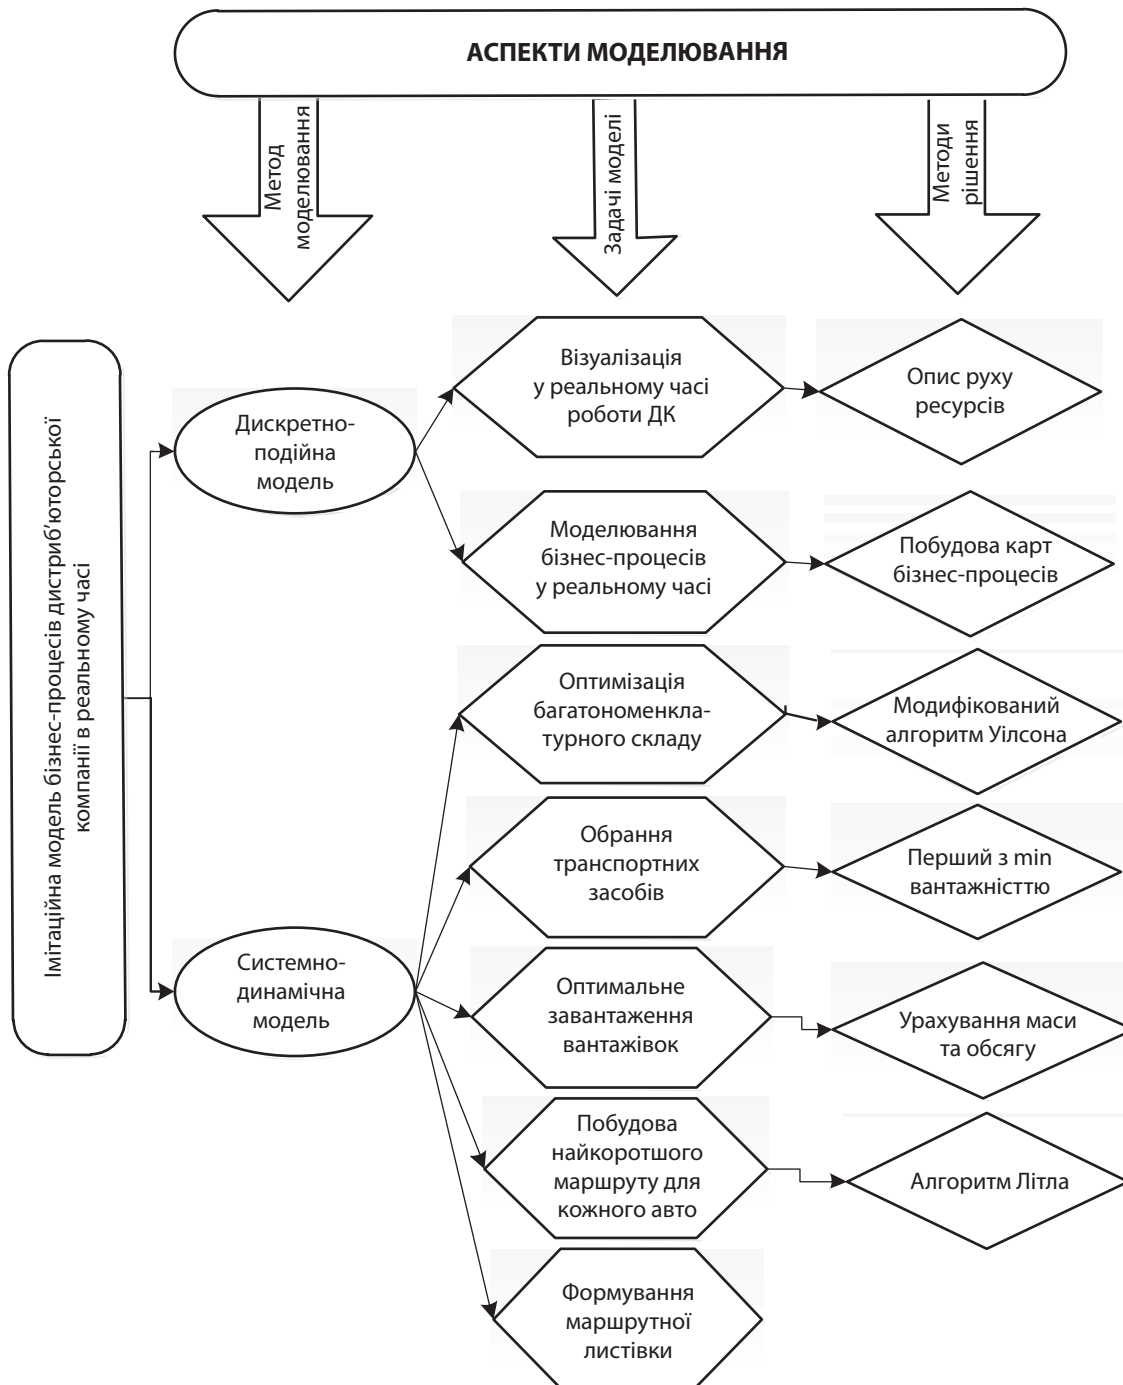 АСПЕКТИ МОДЕЛЮВАННЯ
Метод
моделювання
Задачі моделі
Методи
рішення
Імітаційна модель бізнес-процесів дистриб’юторської
компанії в реальному часі
Дискретно-
подійна
модель
Візуалізація
у реальному часі
роботи ДК
Опис руху
ресурсів
Моделювання
бізнес-процесів
у реальному часі
Побудова карт
бізнес-процесів
Оптимізація
багатономенкла-
турного складу
Модифікований
алгоритм Уілсона
Обрання
транспортних
засобів
Перший з min
вантажністтю
Системно-
динамічна
модель
Оптимальне
завантаження
вантажівок
Урахування маси
та обсягу
Побудова
найкоротшого
маршруту для
кожного авто
Алгоритм Літла
Формування
маршрутної
листівки